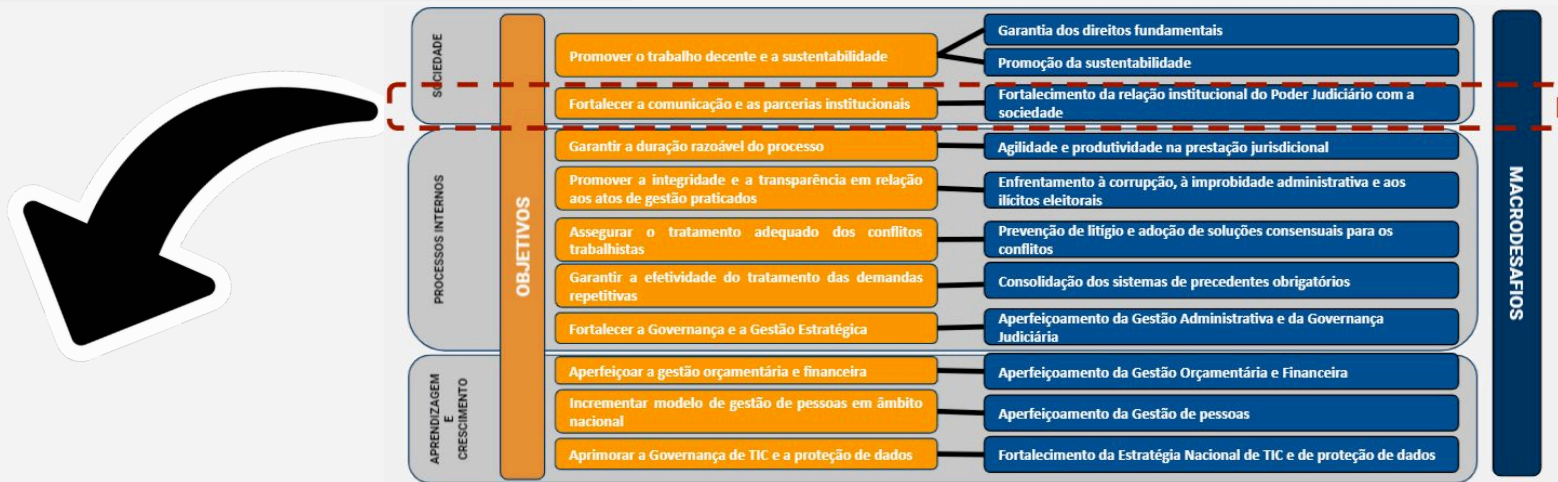 SOCIEDADE
OBJETIVOS
Promover o trabalho decente e a sustentabilidade
Garantia dos direitos fundamentais
Promoção da sustentabilidade
Fortalecer a comunicação e as parcerias institucionais
Fortalecimento da relação institucional do Poder Judiciário com a
sociedade
PROCESSOS INTERNOS
Garantir a duração razoável do processo
Agilidade e produtividade na prestação jurisdicional
Promover a integridade e a transparência em relação
aos atos de gestão praticados
Enfrentamento à corrupção, à improbidade administrativa e aos
ilícitos eleitorais
Assegurar o tratamento adequado dos conflitos
trabalhistas
Prevenção de litígio e adoção de soluções consensuais para os
conflitos
Garantir a efetividade do tratamento das demandas
repetitivas
Consolidação dos sistemas de precedentes obrigatórios
Fortalecer a Governança e a Gestão Estratégica
Aperfeiçoamento da Gestão Administrativa e da Governança
Judiciária
APRENDIZAGEM
E
CRESCIMENTO
Aperfeiçoar a gestão orçamentária e financeira
Aperfeiçoamento da Gestão Orçamentária e Financeira
Incrementar modelo de gestão de pessoas em âmbito
nacional
Aperfeiçoamento da Gestão de pessoas
Aprimorar a Governança de TIC e a proteção de dados
Fortalecimento da Estratégia Nacional de TIC e de proteção de dados
MACRODESAFIOS